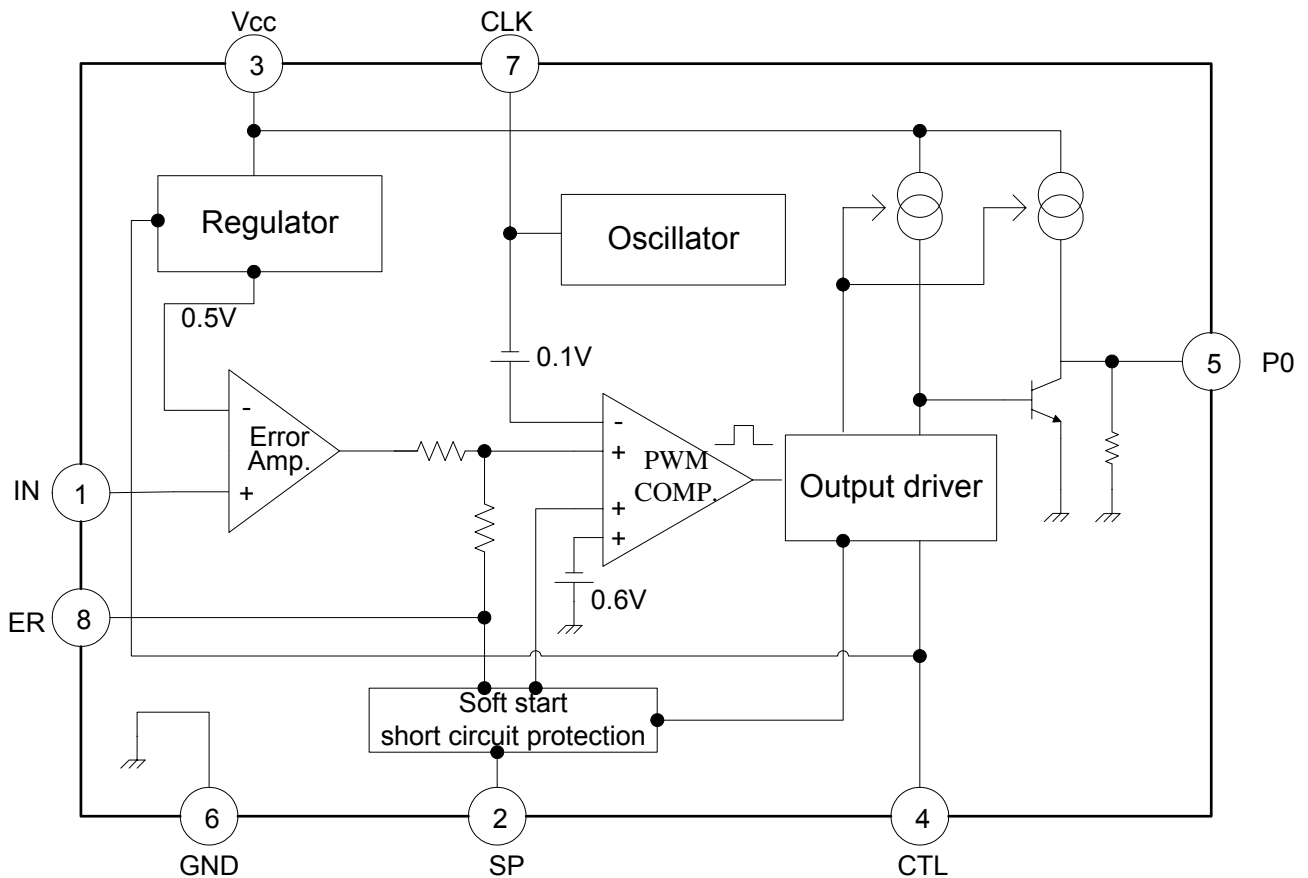 Vcc
CLK
3
7
Regulator
Oscillator
0.5V
0.1V
5
P0
-
Error
Amp.
+
-
+
PWM
COMP.
+
+
Output driver
IN
1
0.6V
ER
8
Soft start
short circuit protection
6
2
4
GND
SP
CTL